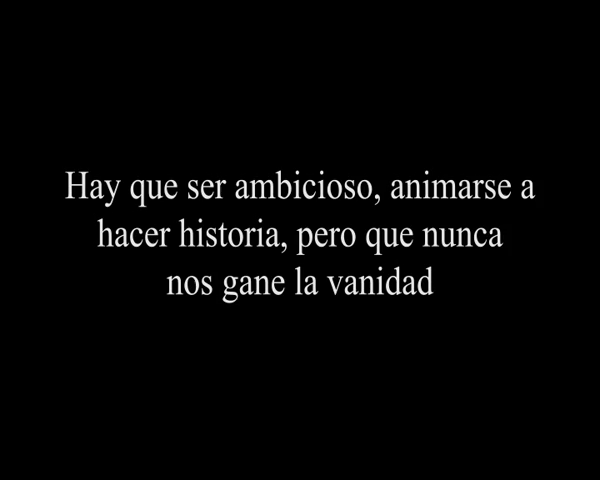 Hay que ser ambicioso, animarse a
hacer historia, pero que nunca
nos gane la vanidad